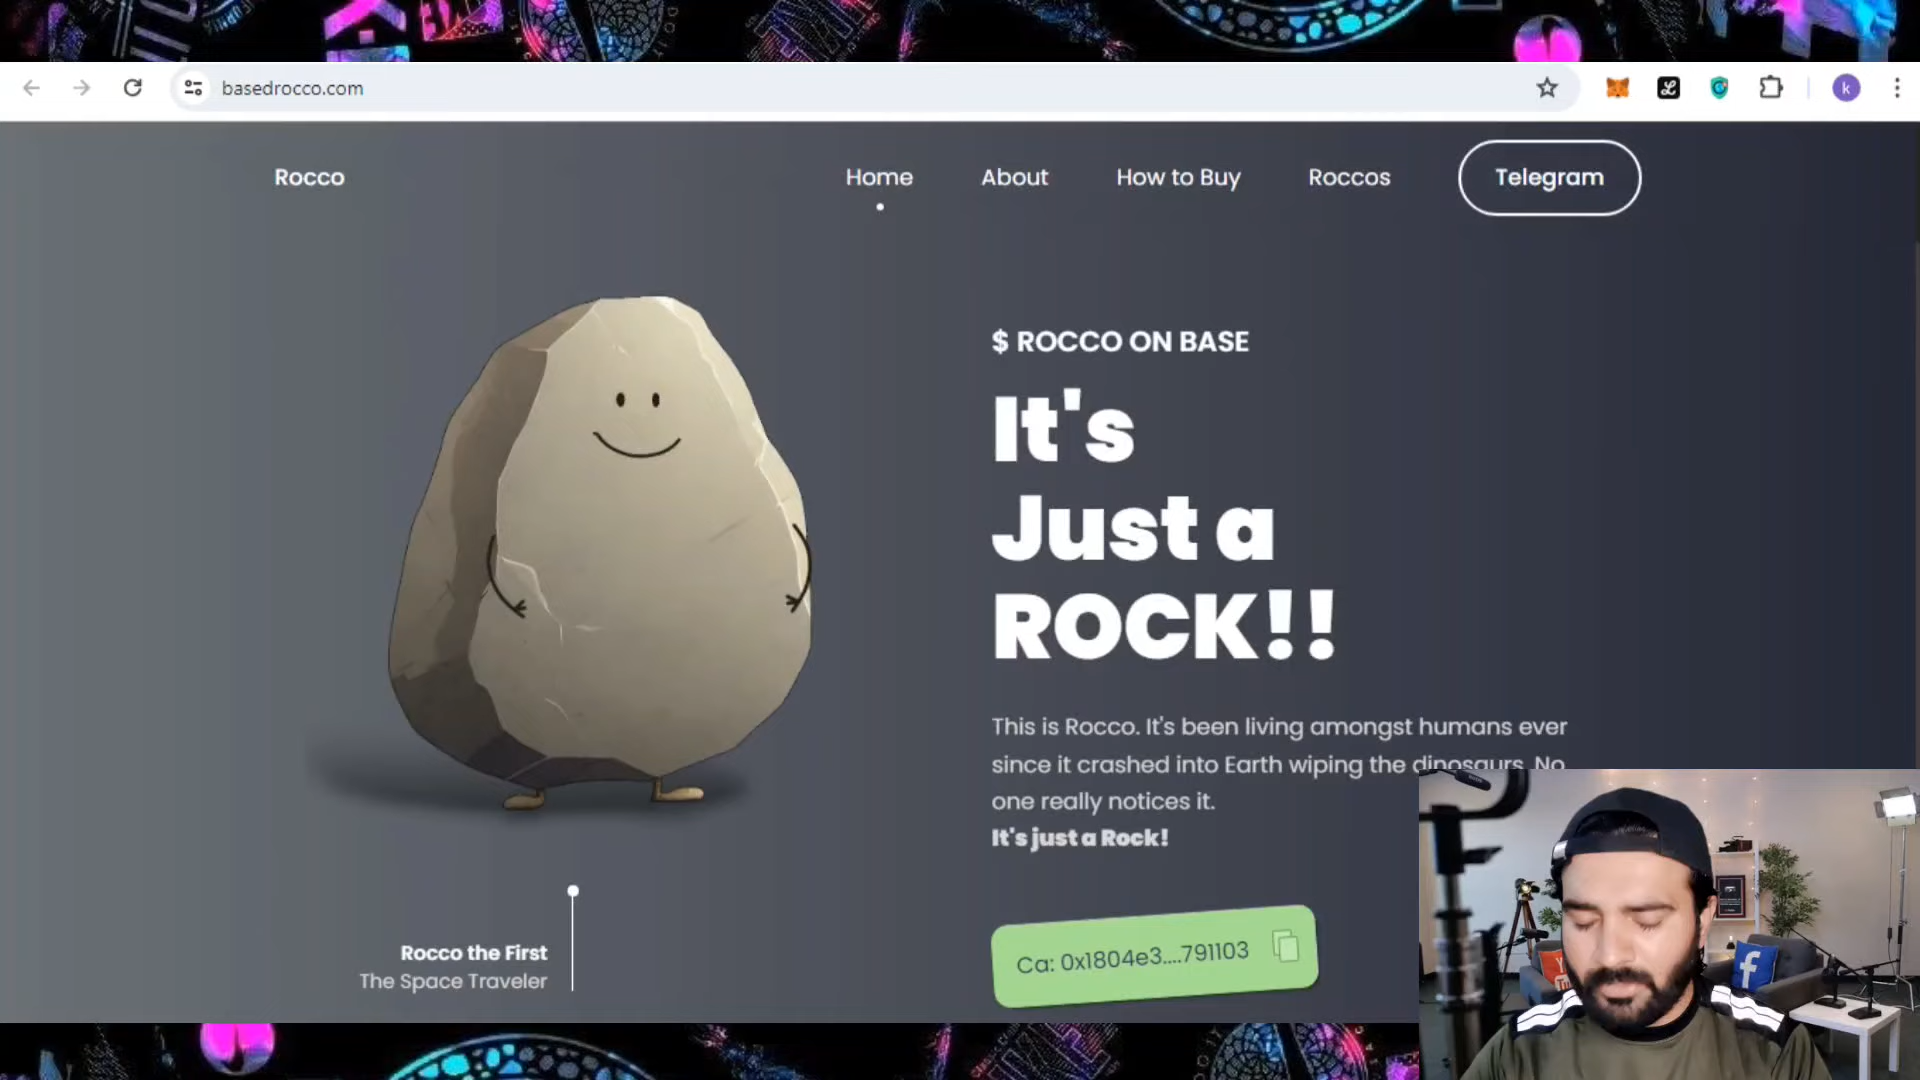 basedrocco.com
k
Rocco
Home
About
How to Buy
Roccos
Telegram
$ ROCCO ON BASE
It's
Just a
ROCK!!
This is Rocco. It's been living amongst humans ever
since it crashed into Earth wiping the dinosaurs. No
one really notices it.
It's just a Rock!
Ca: 0x1804e3....791103
Rocco the First
The Space Traveler